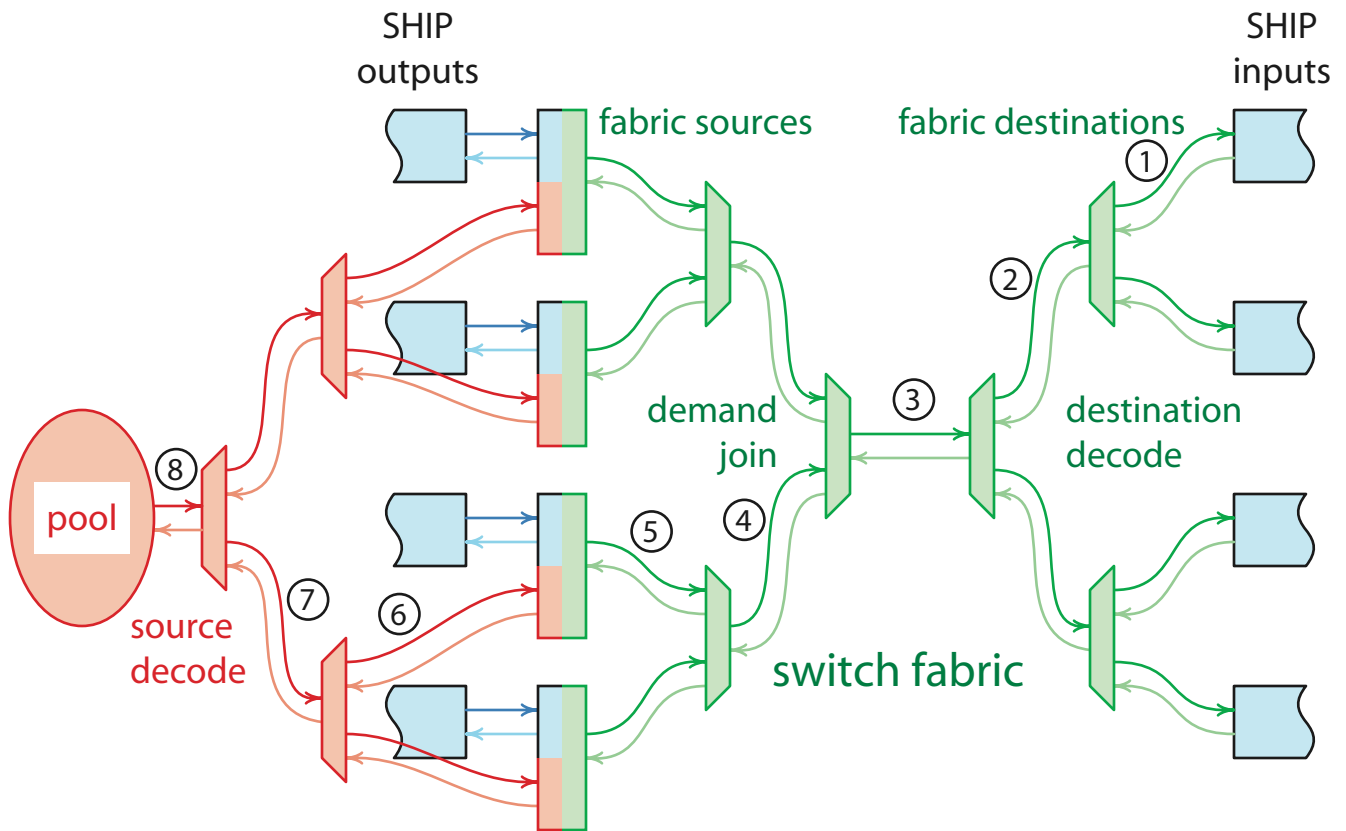 SHIP
outputs
SHIP
inputs
fabric sources
fabric destinations
1
2
demand
join
3
destination
decode
8
pool
5
4
7
6
source
decode
switch fabric